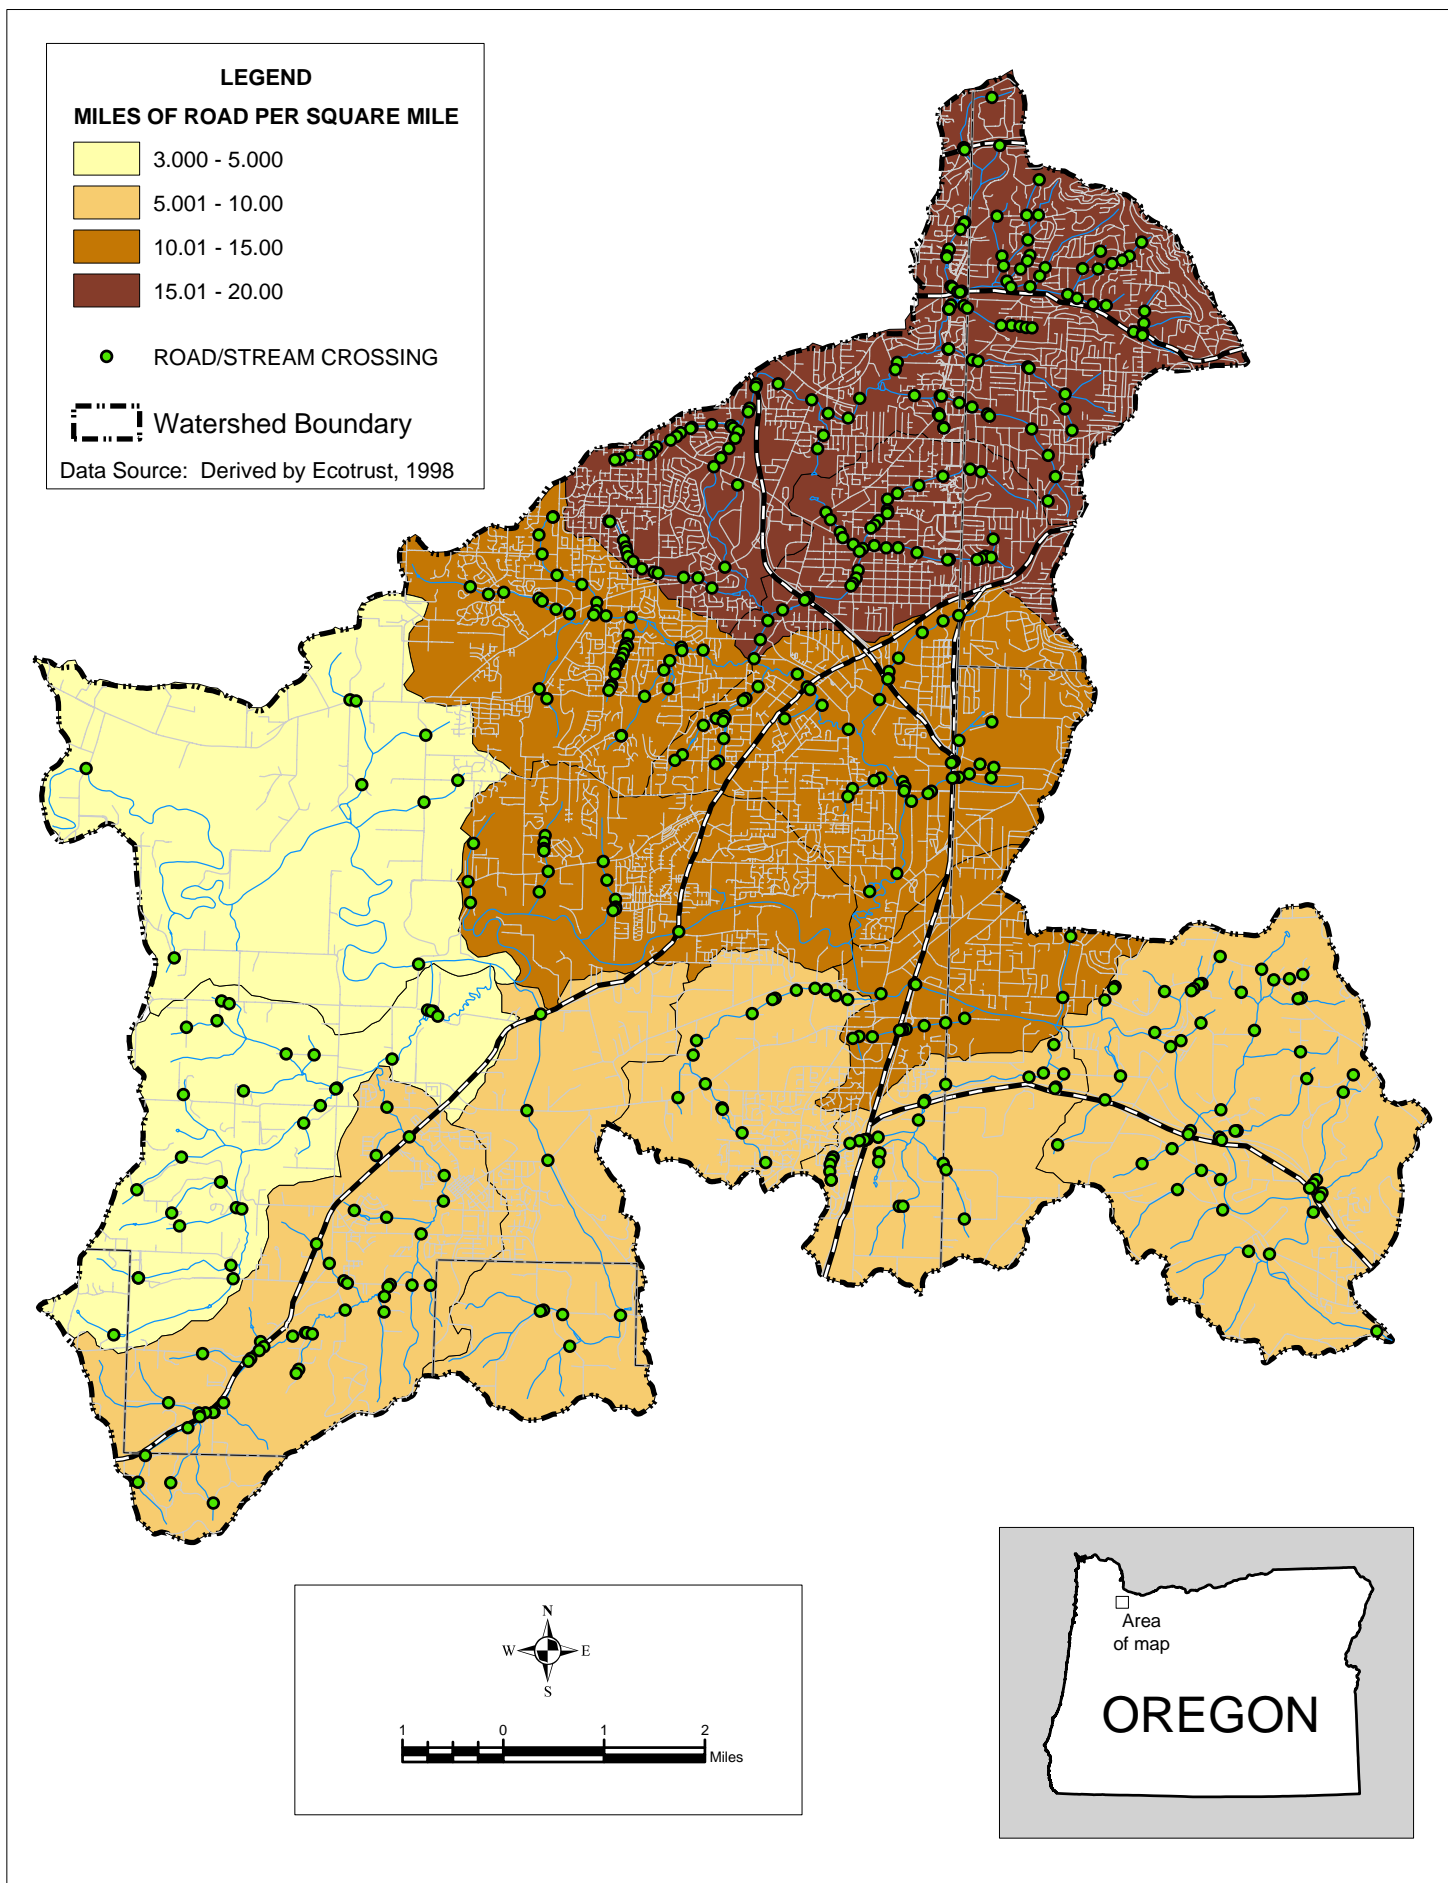 LEGEND
MILES OF ROAD PER SQUARE MILE
3.000 - 5.000
5.001 - 10.00
10.01 - 15.00
15.01 - 20.00
ROAD/STREAM CROSSING
Watershed Boundary
Data Source:  Derived by Ecotrust, 1998
N
W E
S
1 0 1 2
Miles
Area
of map
OREGON